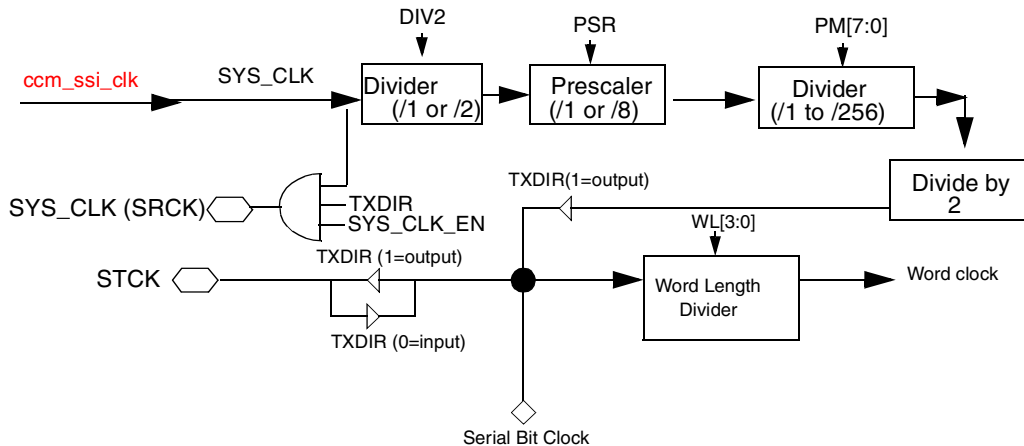 DIV2
PSR
PM[7:0]
ccm_ssi_clk
SYS_CLK
Divider
(/1 or /2)
Prescaler
(/1 or /8)
Divider
(/1 to /256)
SYS_CLK (SRCK)
TXDIR
SYS_CLK_EN
TXDIR(1=output)
Divide by
2
WL[3:0]
TXDIR (1=output)
STCK
Word Length
Divider
Word clock
TXDIR (0=input)
Serial Bit Clock